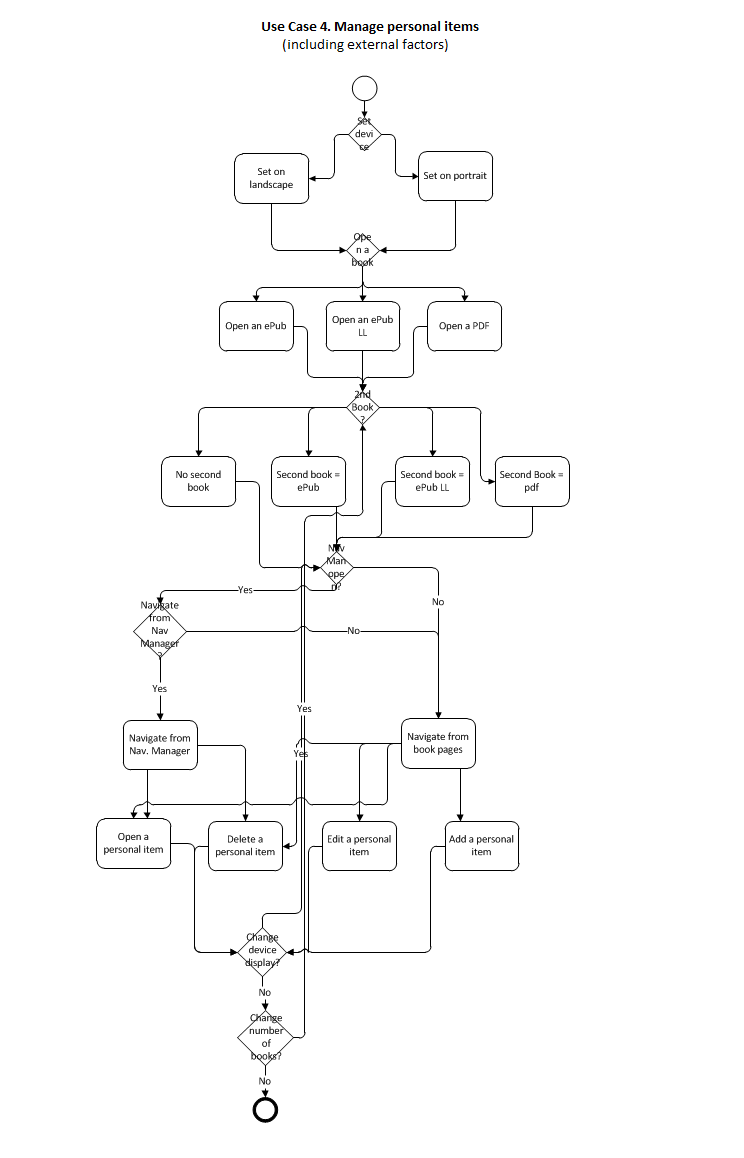 Use Case 4. Manage personal items
(including external factors)
Set
devi
ce
Set on
landscape
Set on portrait
Ope
n a
book
Open an ePub
Open an ePub
LL
Open a PDF
2nd
Book
?
No second
book
Second book =
ePub
Second book =
ePub LL
Second Book =
pdf
Nav
Man
ope
n?
Yes
No
Navigate
from
Nav
Manager
?
No
Yes
Yes
Navigate from
Nav. Manager
Yes
Navigate from
book pages
Open a
personal item
Delete a
personal item
Edit a personal
item
Add a personal
item
Change
device
display?
No
Change
number
of
books?
No